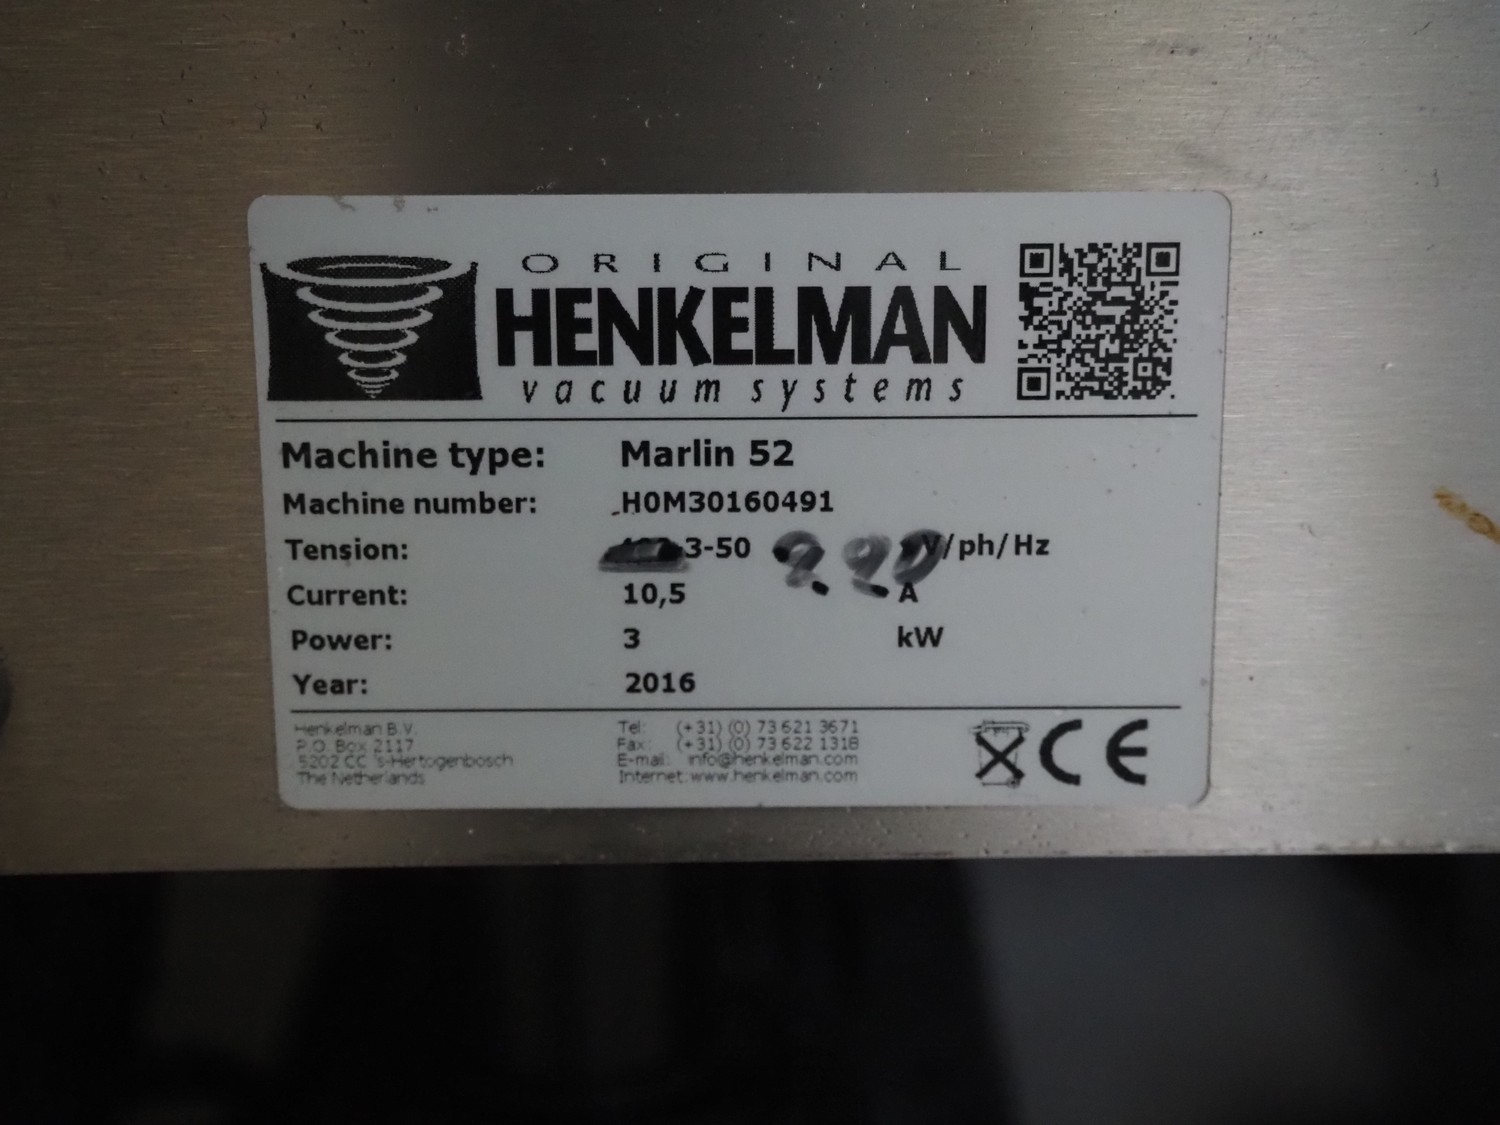 ORIGINAL
HENKELMAN
vacuum systems
Machine type: Marlin 52
Machine number: H0M30160491
Tension: 3-50 220 V/ph/Hz
Current: 10,5 A
Power: 3 kW
Year: 2016
Henkelman B.V.
P.O. Box 2117
5202 CC 's-Hertogenbosch
The Netherlands
Tel: (+31) (0) 73 621 3671
Fax: (+31) (0) 73 622 1318
E-mail: info@henkelman.com
Internet: www.henkelman.com
CE